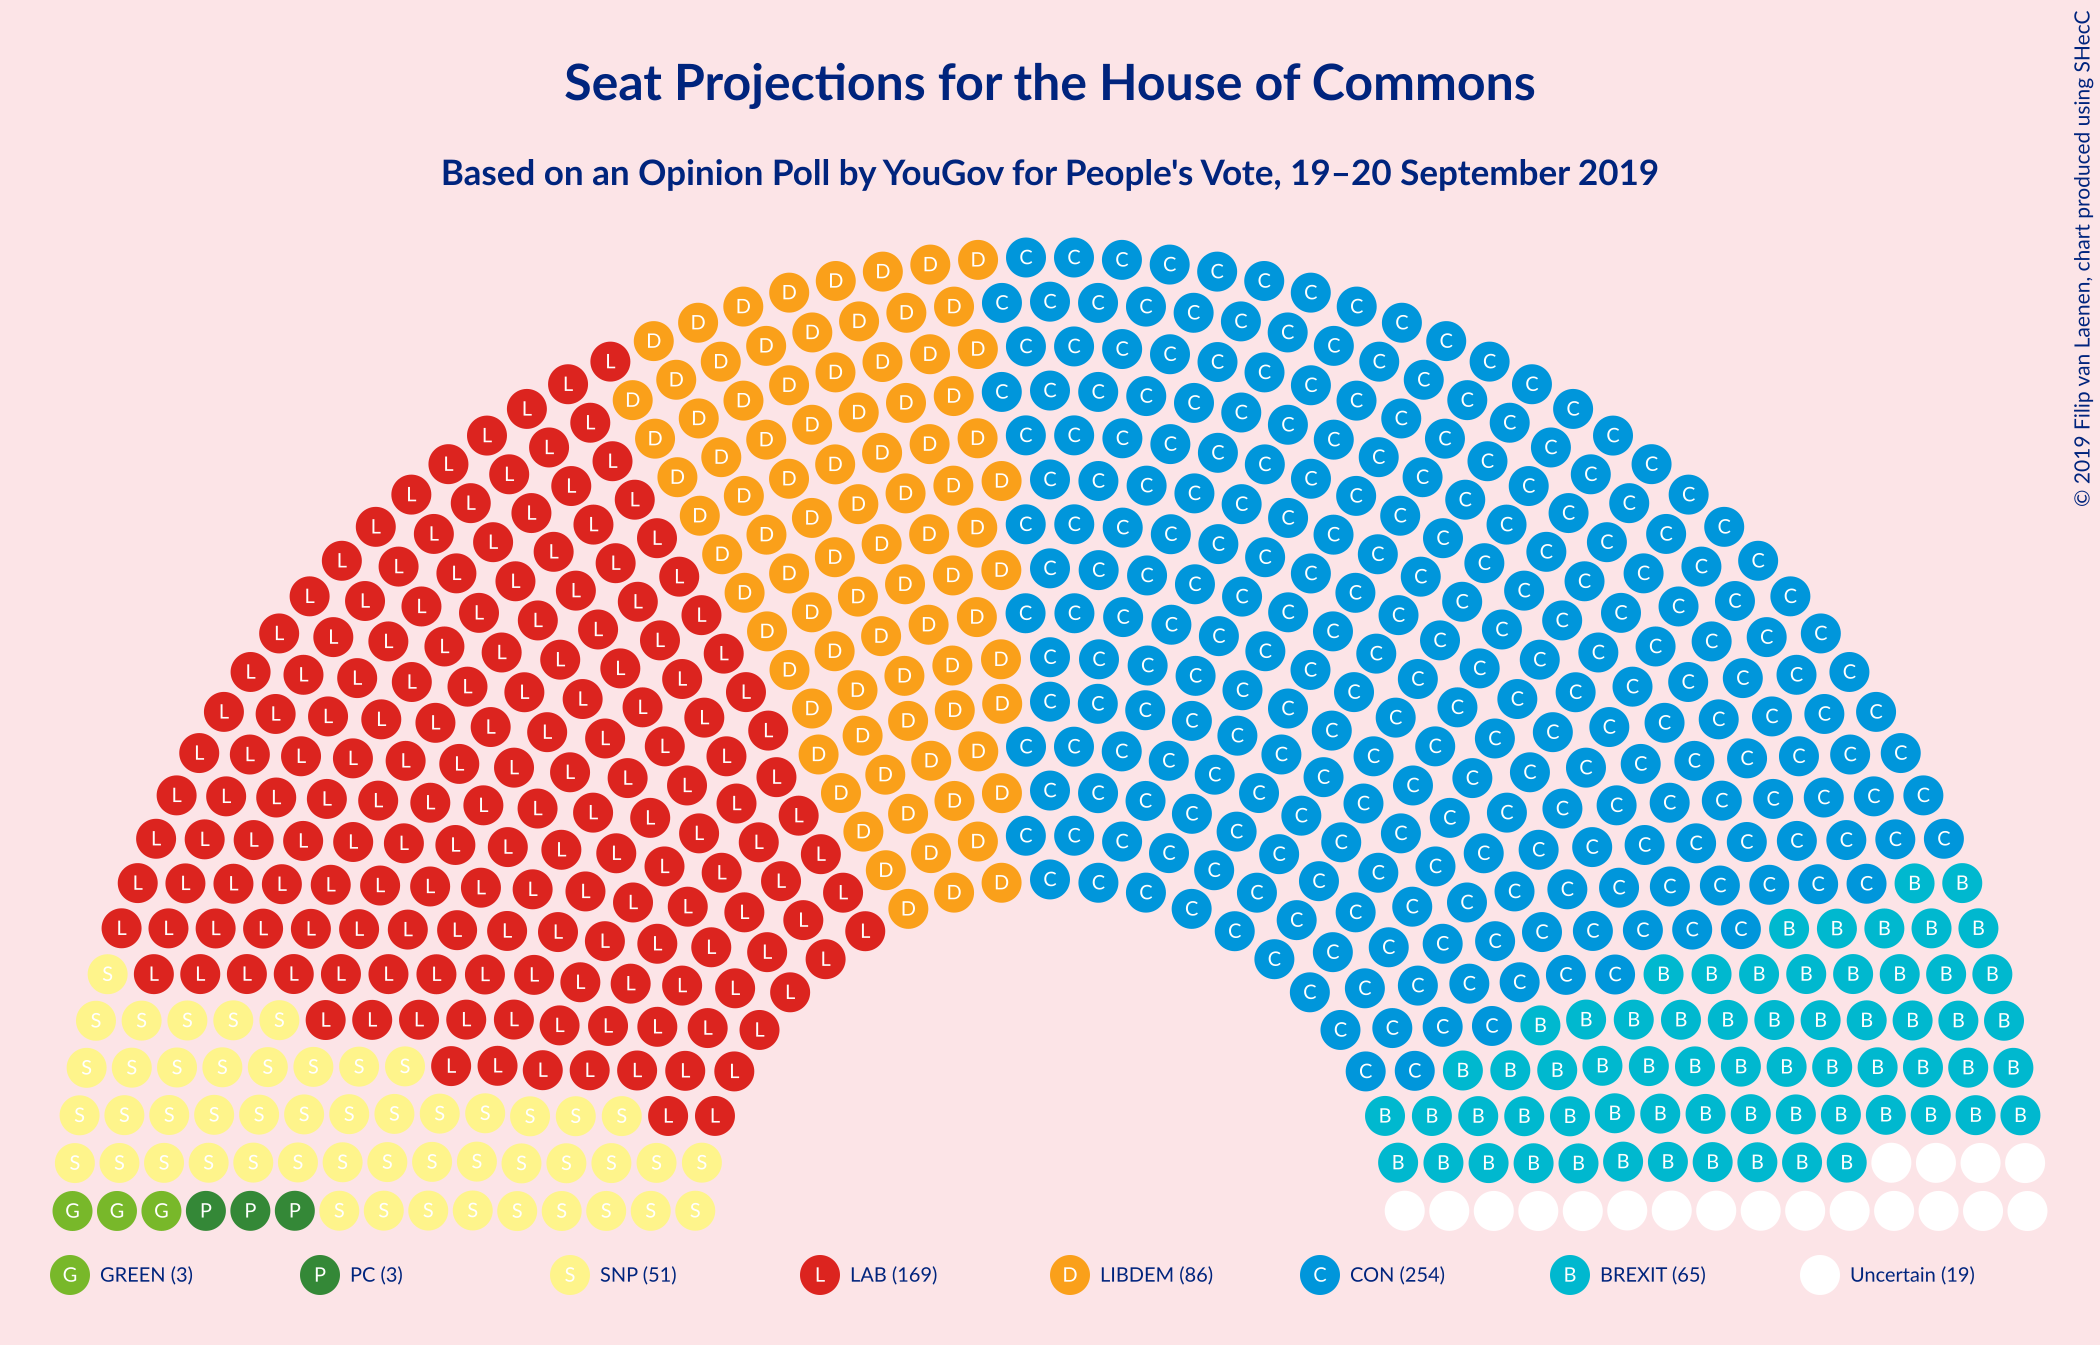 Seat Projections for the House of Commons
Based on an Opinion Poll by YouGov for People's Vote, 19–20 September 2019
© 2019 Filip van Laenen, chart produced using SHecC
G GREEN (3)
P PC (3)
S SNP (51)
L LAB (169)
D LIBDEM (86)
C CON (254)
B BREXIT (65)
Uncertain (19)